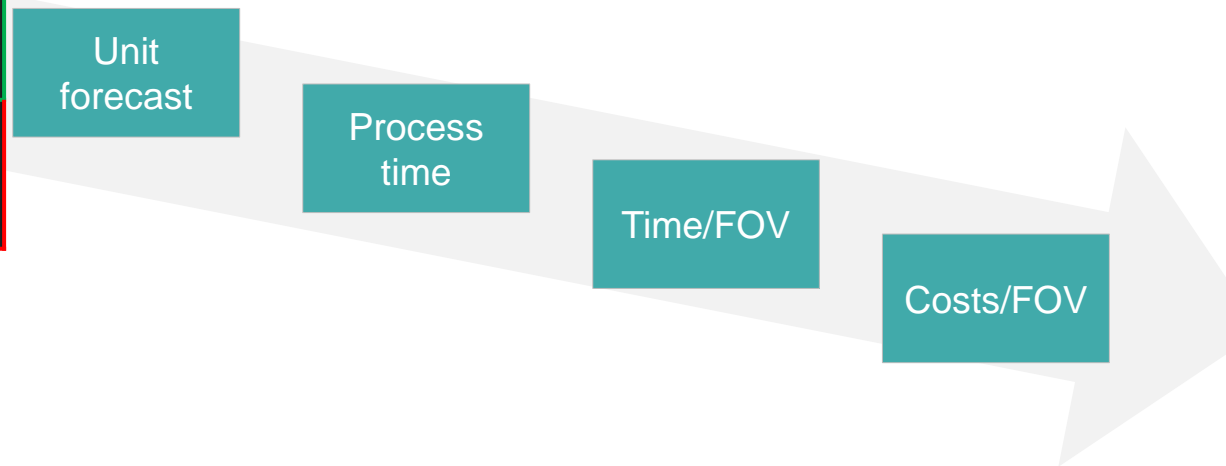 Unit
forecast
Process
time
Time/FOV
Costs/FOV